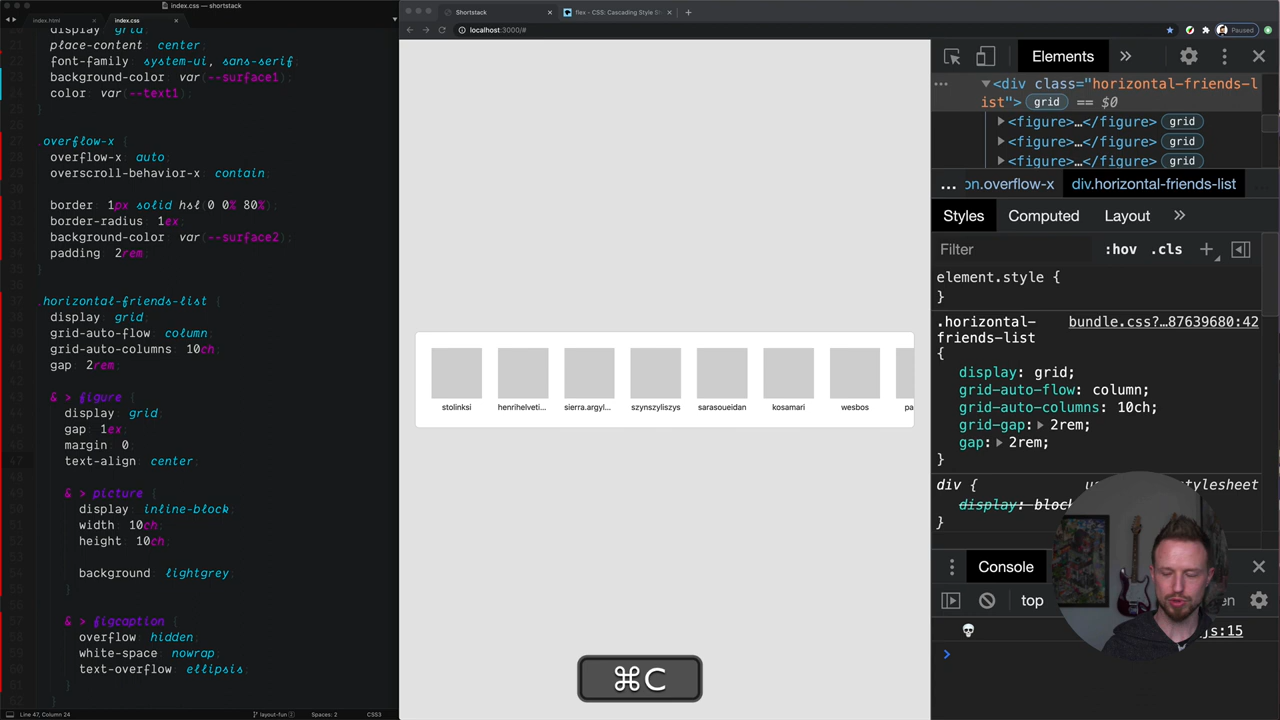 index.css — shortstack
index.html
index.css
display grid;
place-content: center;
font-family: system-ui, sans-serif;
background-color: var(--surface1)
color: var(--text1);
}
.overflow-x {
overflow-x: auto;
overscroll-behavior-x: contain;
border: 1px solid hsl(0 0% 80%);
border-radius: 1ex;
background-color: var(--surface2);
padding: 2rem;
}
.horizontal-friends-list {
display: grid;
grid-auto-flow: column;
grid-auto-columns: 10ch;
gap: 2rem;
& > figure {
display: grid;
gap: 1ex;
margin: 0;
text-align: center;
& > picture {
display: inline-block;
width: 10ch;
height: 10ch;
background: lightgrey;
}
& > figcaption {
overflow: hidden;
white-space: nowrap;
text-overflow: ellipsis;
}
}
Line 47, Column 24
layout-fun
Spaces: 2
CSS3
Shortstack
flex - CSS: Cascading Style S
localhost:3000/#
Paused
stolinksi
henrihelveti...
sierra.argyl...
szynszyliszys
sarasoueidan
kosamari
wesbos
pa
⌘C
Elements
<div class="horizontal-friends-l
ist"> grid == $0
<figure>…</figure> grid
<figure>…</figure> grid
<figure>…</figure> grid
... on.overflow-x div.horizontal-friends-list
Styles Computed Layout
Filter :hov .cls
element.style {
}
.horizontal- bundle.css?…87639680:42
friends-list
{
display: grid;
grid-auto-flow: column;
grid-auto-columns: 10ch;
grid-gap: 2rem;
gap: 2rem;
}
div {
display: block
}
Console
top
js:15